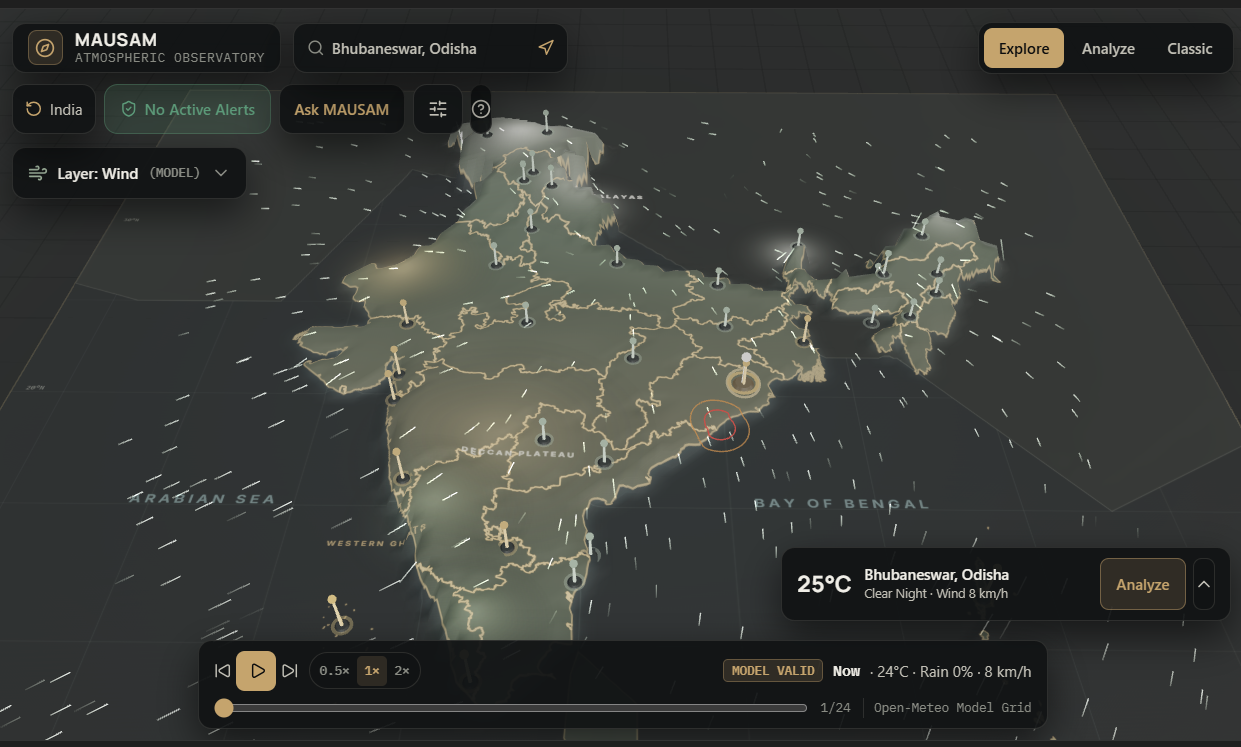 MAUSAM
ATMOSPHERIC OBSERVATORY
Bhubaneswar, Odisha
Explore
Analyze
Classic
India
No Active Alerts
Ask MAUSAM
Layer: Wind (MODEL)
DECCAN PLATEAU
ARABIAN SEA
BAY OF BENGAL
WESTERN
25°C
Bhubaneswar, Odisha
Clear Night · Wind 8 km/h
Analyze
0.5×
1×
2×
MODEL VALID
Now · 24°C · Rain 0% · 8 km/h
1/24
Open-Meteo Model Grid